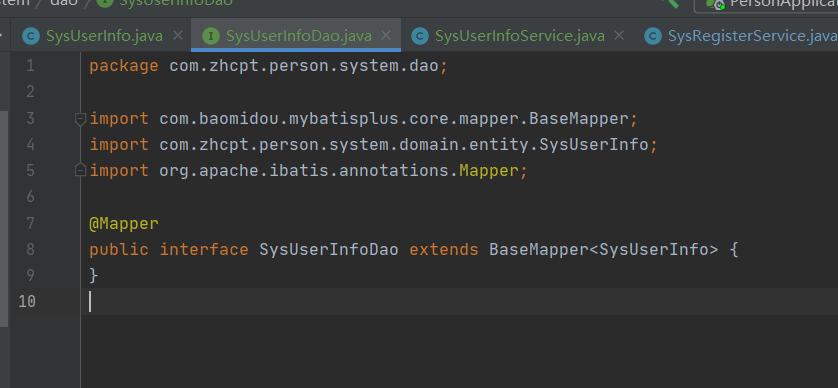 stem / dao / SysUserInfoDao
PersonApplicat
SysUserInfo.java × SysUserInfoDao.java × SysUserInfoService.java × SysRegisterService.java
1 package com.zhcpt.person.system.dao;
2
3 import com.baomidou.mybatisplus.core.mapper.BaseMapper;
4 import com.zhcpt.person.system.domain.entity.SysUserInfo;
5 import org.apache.ibatis.annotations.Mapper;
6
7 @Mapper
8 public interface SysUserInfoDao extends BaseMapper<SysUserInfo> {
9 }
10